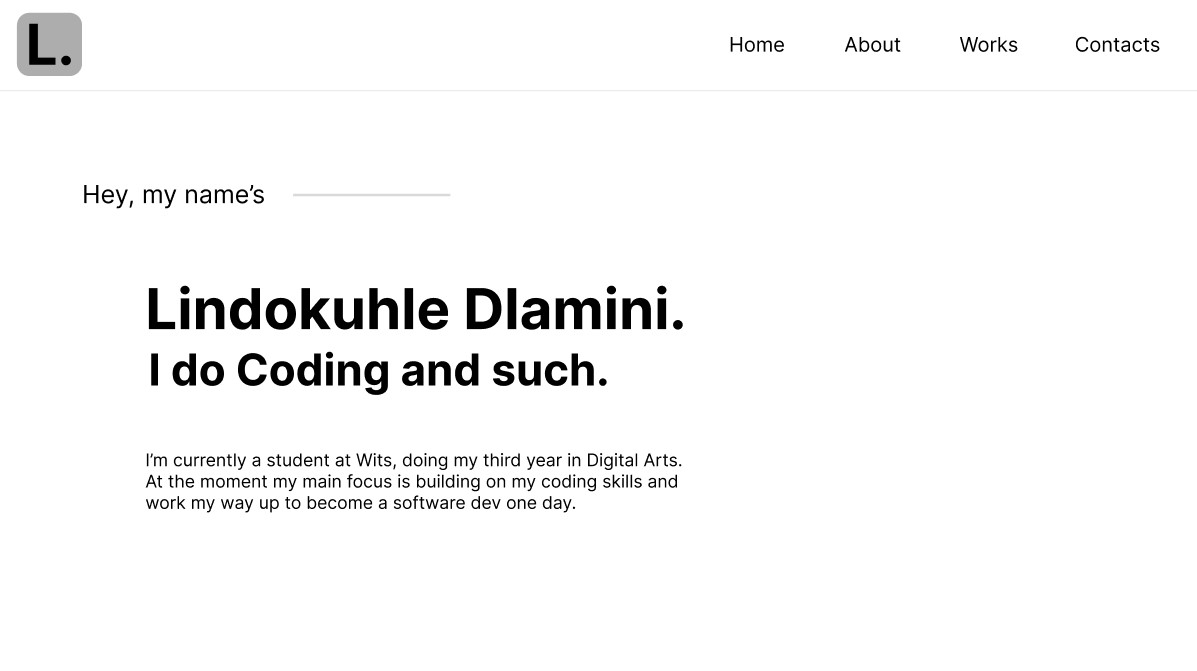 L.
Home About Works Contacts
Hey, my name’s
Lindokuhle Dlamini.
I do Coding and such.
I’m currently a student at Wits, doing my third year in Digital Arts.
At the moment my main focus is building on my coding skills and
work my way up to become a software dev one day.